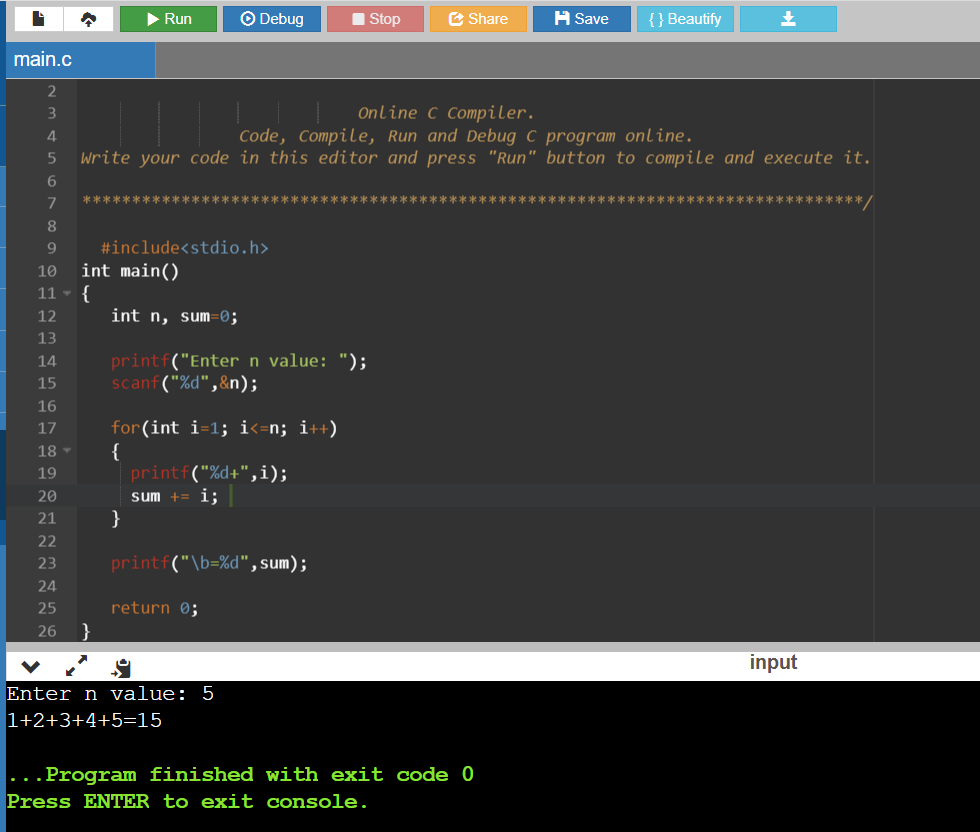 Run Debug Stop Share Save { } Beautify
main.c
2
3 Online C Compiler.
4 Code, Compile, Run and Debug C program online.
5 Write your code in this editor and press "Run" button to compile and execute it.
6
7 *******************************************************************************/
8
9 #include<stdio.h>
10 int main()
11 {
12 int n, sum=0;
13
14 printf("Enter n value: ");
15 scanf("%d",&n);
16
17 for(int i=1; i<=n; i++)
18 {
19 printf("%d+",i);
20 sum += i;
21 }
22
23 printf("\b=%d",sum);
24
25 return 0;
26 }
input
Enter n value: 5
1+2+3+4+5=15
...Program finished with exit code 0
Press ENTER to exit console.